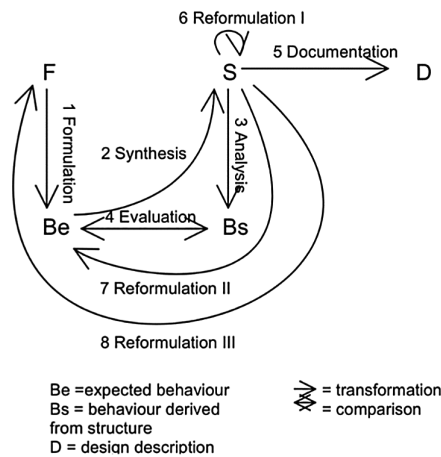 6 Reformulation I
5 Documentation
F
S
D
1 Formulation
2 Synthesis
3 Analysis
4 Evaluation
Be
Bs
7 Reformulation II
8 Reformulation III
Be =expected behaviour
Bs = behaviour derived
from structure
D = design description
= transformation
= comparison